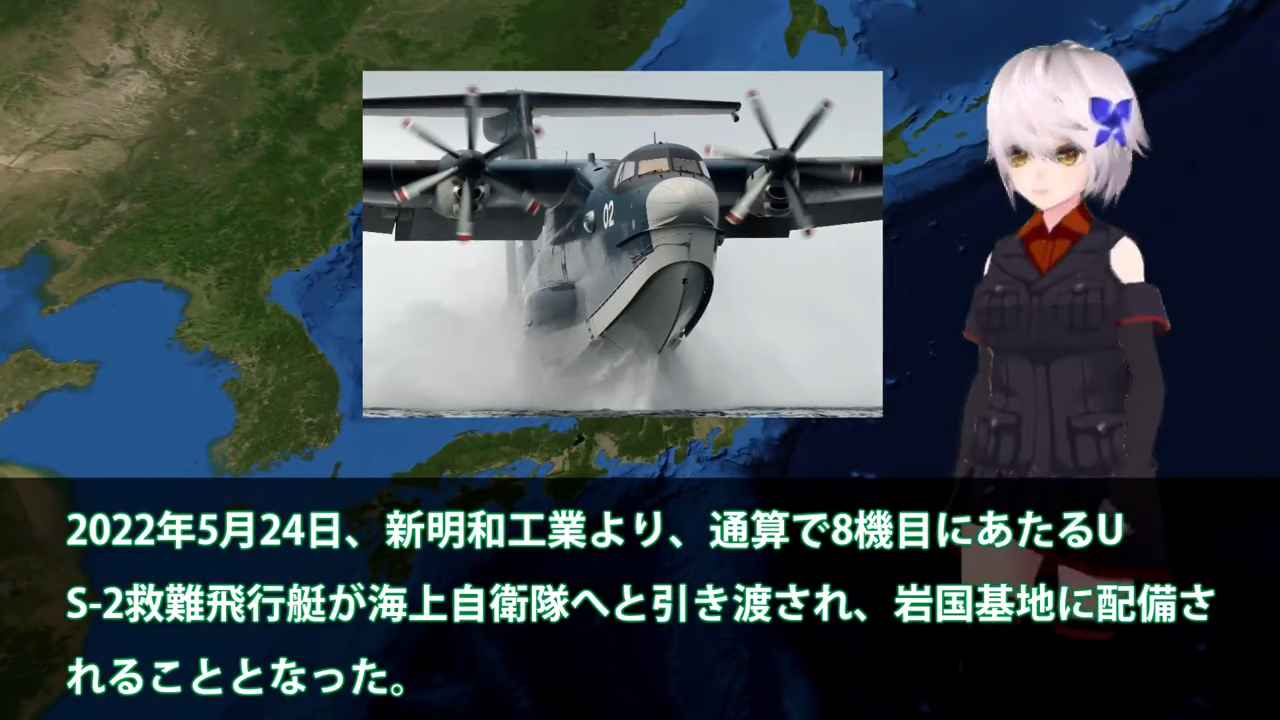 02
2022年5月24日、新明和工業より、通算で8機目にあたるU
S-2救難飛行艇が海上自衛隊へと引き渡され、岩国基地に配備さ
れることとなった。